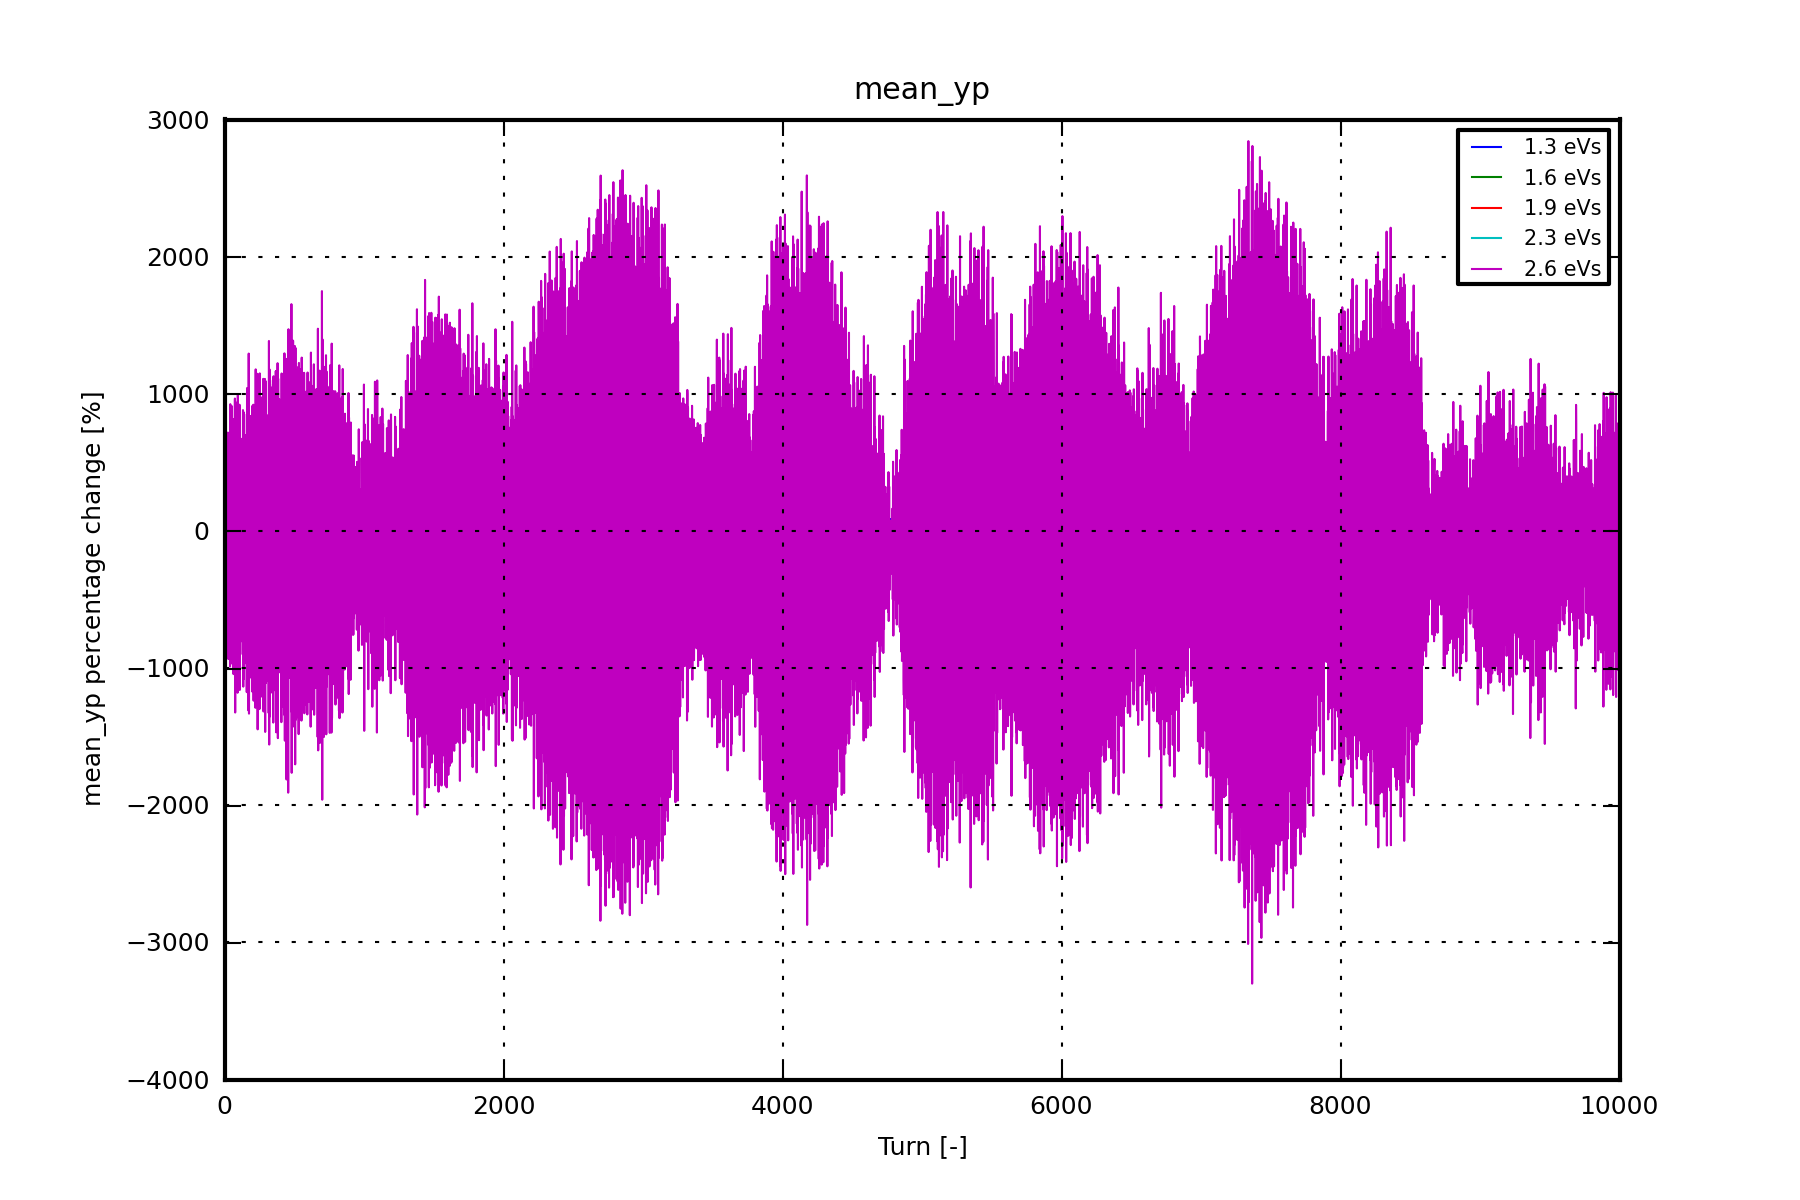 mean_yp
3000
2000
1000
0
−1000
−2000
−3000
−4000
mean_yp percentage change [%]
1.3 eVs
1.6 eVs
1.9 eVs
2.3 eVs
2.6 eVs
0 2000 4000 6000 8000 10000
Turn [-]